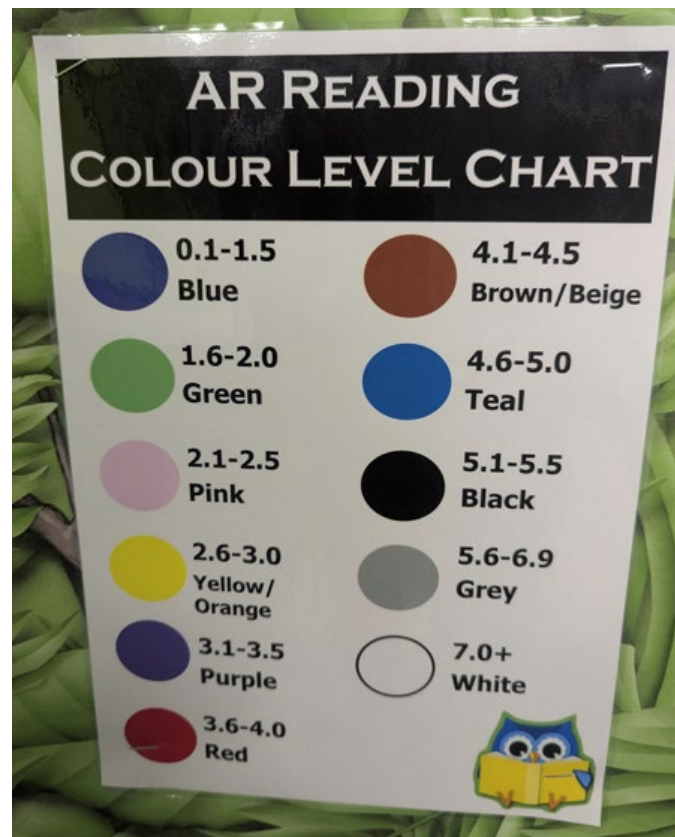 AR READING
COLOUR LEVEL CHART
0.1-1.5
Blue
1.6-2.0
Green
2.1-2.5
Pink
2.6-3.0
Yellow/
Orange
3.1-3.5
Purple
3.6-4.0
Red
4.1-4.5
Brown/Beige
4.6-5.0
Teal
5.1-5.5
Black
5.6-6.9
Grey
7.0+
White